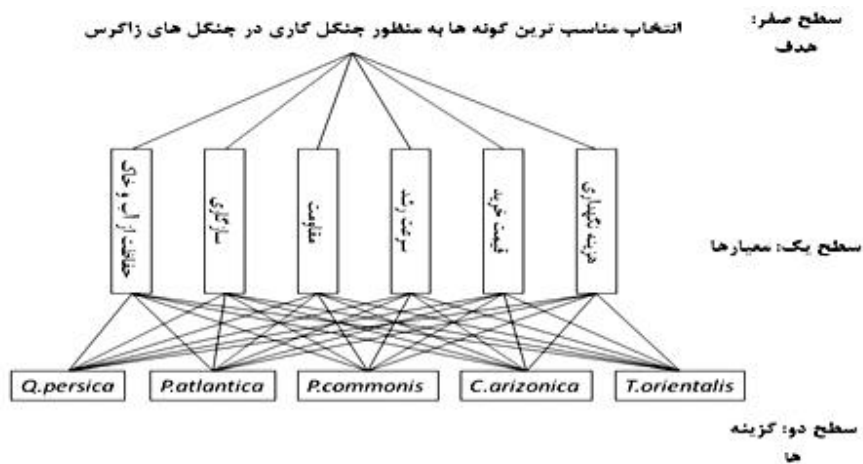 سطح صفر:
هدف
انتخاب مناسب ترین گونه ها به منظور جنگل کاری در جنگل های زاگرس
هزینه نگهداری
قیمت خرید
سرعت رشد
مقاومت
سازگاری
حفاظت از آب و خاک
سطح یک: معیارها
Q.persica
P.atlantica
P.commonis
C.arizonica
T.orientalis
سطح دو: گزینه
ها